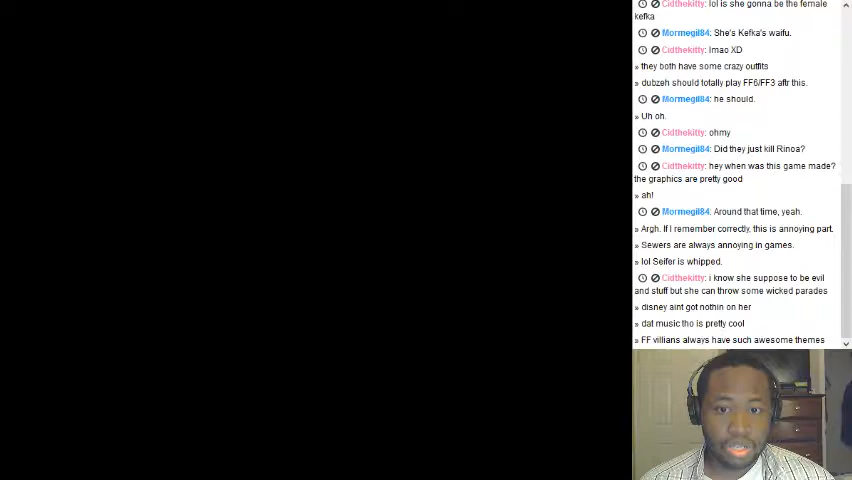 Cidthekitty: lol is she gonna be the female
kefka
Mormegil84: She's Kefka's waifu.
Cidthekitty: lmao XD
» they both have some crazy outfits
» dubzeh should totally play FF6/FF3 aftr this.
Mormegil84: he should.
» Uh oh.
Cidthekitty: ohmy
Mormegil84: Did they just kill Rinoa?
Cidthekitty: hey when was this game made?
the graphics are pretty good
» ah!
Mormegil84: Around that time, yeah.
» Argh. If I remember correctly, this is annoying part.
» Sewers are always annoying in games.
» lol Seifer is whipped.
Cidthekitty: i know she suppose to be evil
and stuff but she can throw some wicked parades
» disney aint got nothin on her
» dat music tho is pretty cool
» FF villians always have such awesome themes